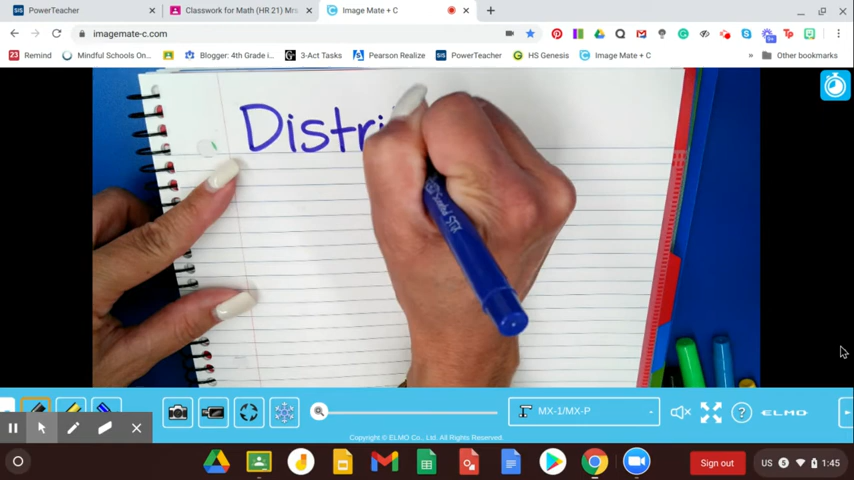 PowerTeacher
Classwork for Math (HR 21) Mrs
Image Mate + C
imagemate-c.com
Remind
Mindful Schools On...
Blogger: 4th Grade i...
3-Act Tasks
Pearson Realize
PowerTeacher
HS Genesis
Image Mate + C
Other bookmarks
Distri
MX-1/MX-P
ELMO
Copyright © ELMO Co., Ltd. All Rights Reserved.
Sign out
US
1:45